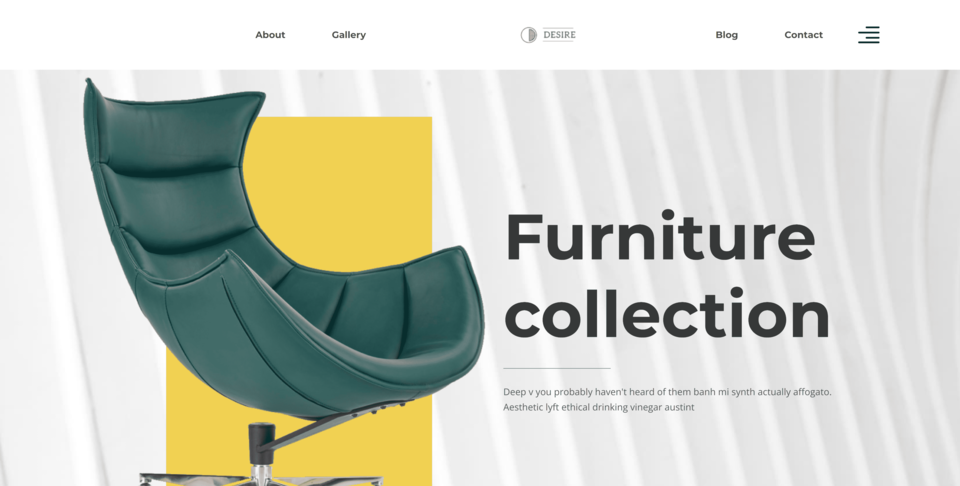 About
Gallery
DESIRE
Blog
Contact
Furniture
collection
Deep v you probably haven't heard of them banh mi synth actually affogato.
Aesthetic lyft ethical drinking vinegar austint